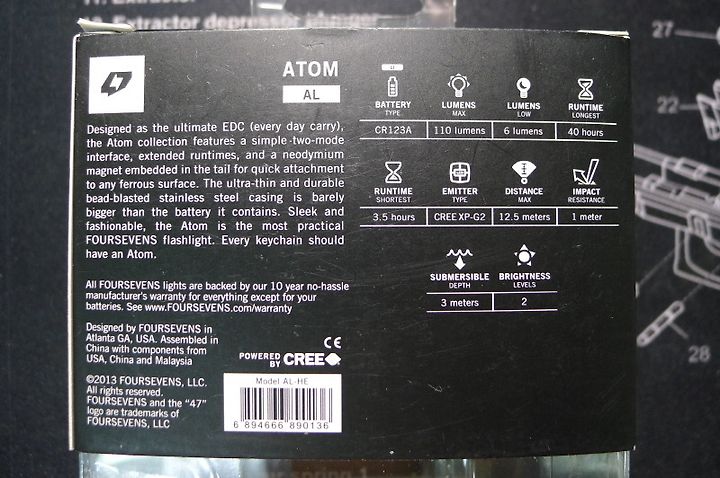 11. Extractor
Extractor depressor plunger
27
22
28
47
ATOM
AL
Designed as the ultimate EDC (every day carry),
the Atom collection features a simple two-mode
interface, extended runtimes, and a neodymium
magnet embedded in the tail for quick attachment
to any ferrous surface. The ultra-thin and durable
bead-blasted stainless steel casing is barely
bigger than the battery it contains. Sleek and
fashionable, the Atom is the most practical
FOURSEVENS flashlight. Every keychain should
have an Atom.
All FOURSEVENS lights are backed by our 10 year no-hassle
manufacturer's warranty for everything except for your
batteries. See www.FOURSEVENS.com/warranty
Designed by FOURSEVENS in
Atlanta GA, USA. Assembled in
China with components from
USA, China and Malaysia
CE
POWERED BY CREE
©2013 FOURSEVENS, LLC.
All rights reserved.
FOURSEVENS and the "47"
logo are trademarks of
FOURSEVENS, LLC
Model AL-HE
6 894666 890136
BATTERY TYPE
CR123A
LUMENS MAX
110 lumens
LUMENS LOW
6 lumens
RUNTIME LONGEST
40 hours
RUNTIME SHORTEST
3.5 hours
EMITTER TYPE
CREE XP-G2
DISTANCE MAX
12.5 meters
IMPACT RESISTANCE
1 meter
SUBMERSIBLE DEPTH
3 meters
BRIGHTNESS LEVELS
2